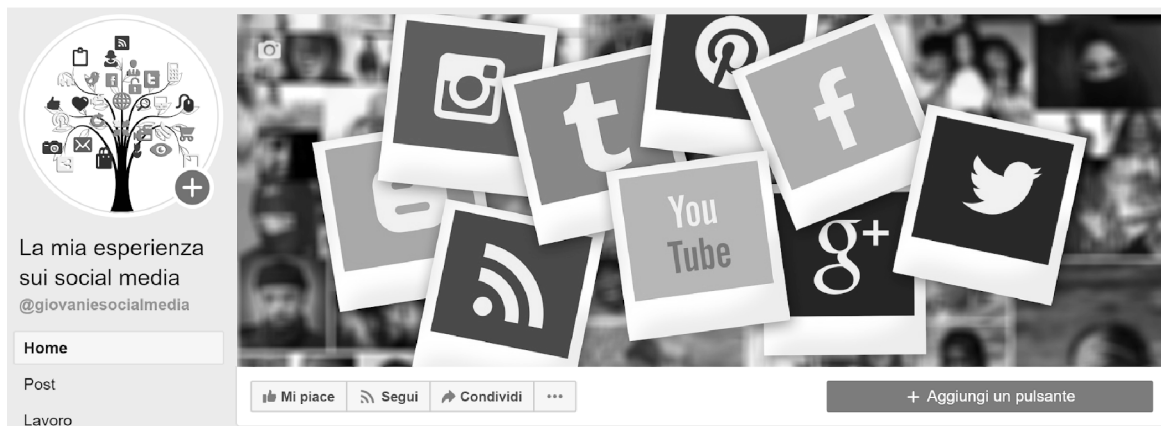 La mia esperienza
sui social media
@giovaniesocialmedia
Home
Post
Lavoro
t
f
You
Tube
g+
Mi piace
Segui
Condividi
+ Aggiungi un pulsante